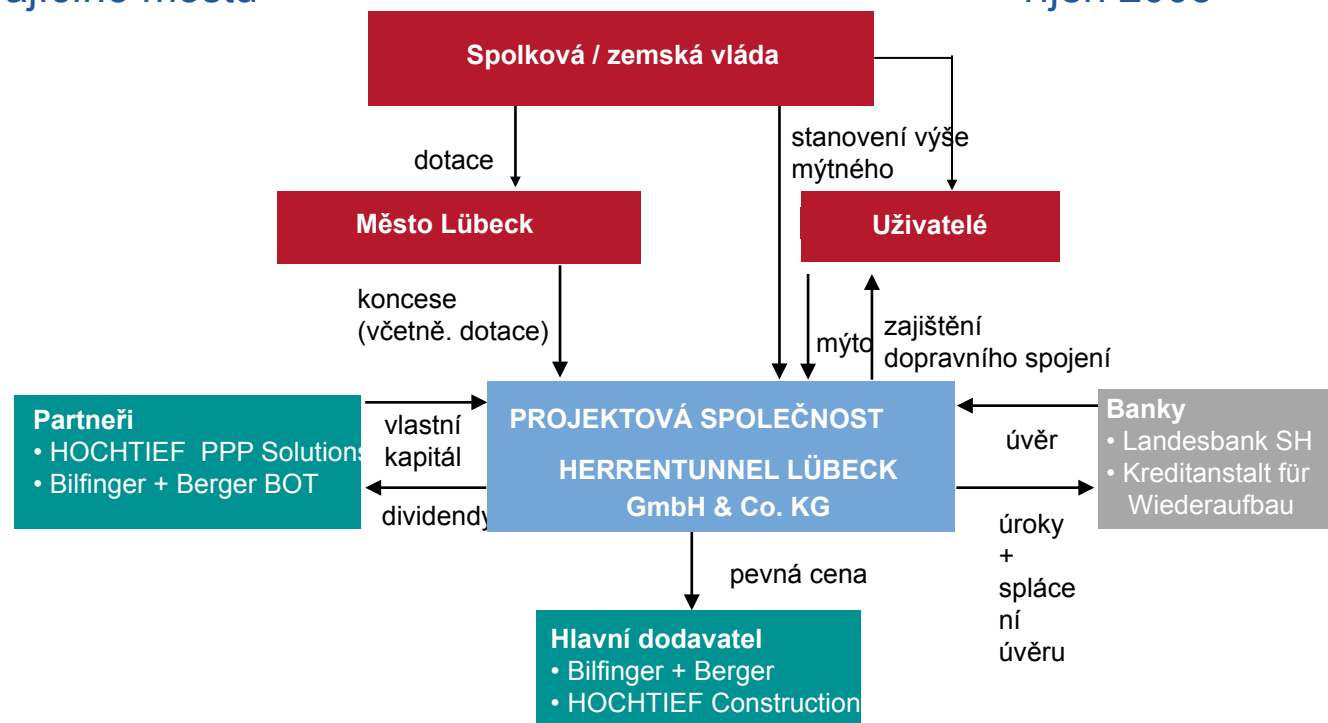 Spolková / zemská vláda
dotace
stanovení výše
mýtného
Město Lübeck
Uživatelé
koncese
(včetně. dotace)
mýto
zajištění
dopravního spojení
Partneři
• HOCHTIEF PPP Solutions
• Bilfinger + Berger BOT
vlastní
kapitál
dividendy
PROJEKTOVÁ SPOLEČNOST
HERRENTUNNEL LÜBECK
GmbH & Co. KG
úvěr
Banky
• Landesbank SH
• Kreditanstalt für
Wiederaufbau
úroky
+
spláce
ní
úvěru
pevná cena
Hlavní dodavatel
• Bilfinger + Berger
• HOCHTIEF Construction